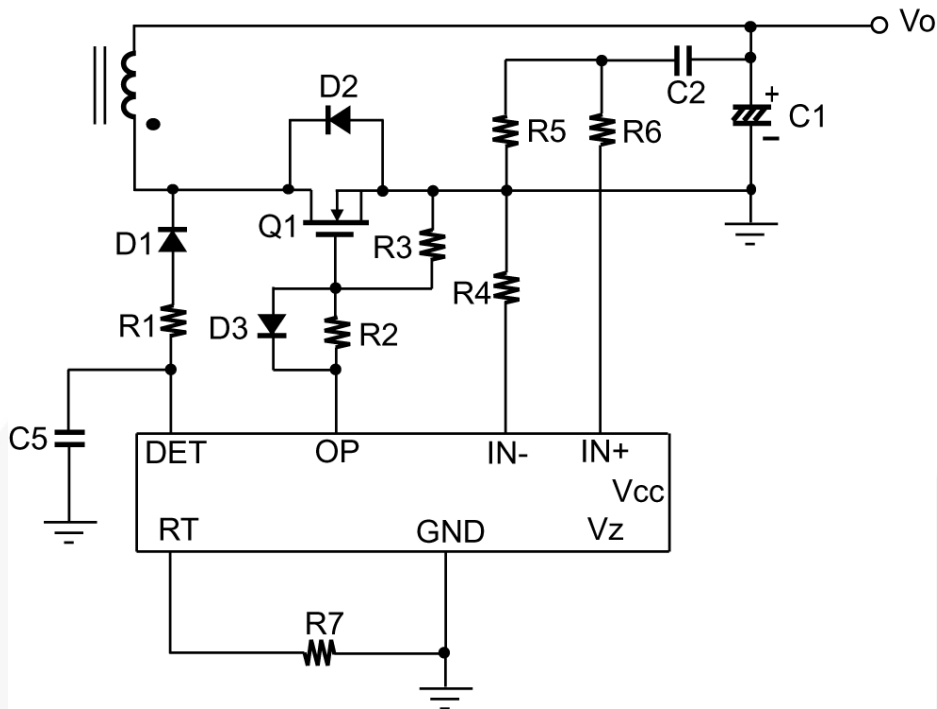 Vo
D2
C2
+
C1
R5
R6
−
Q1
D1
R3
R4
R1
D3
R2
C5
DET
OP
IN-
IN+
Vcc
RT
GND
Vz
R7